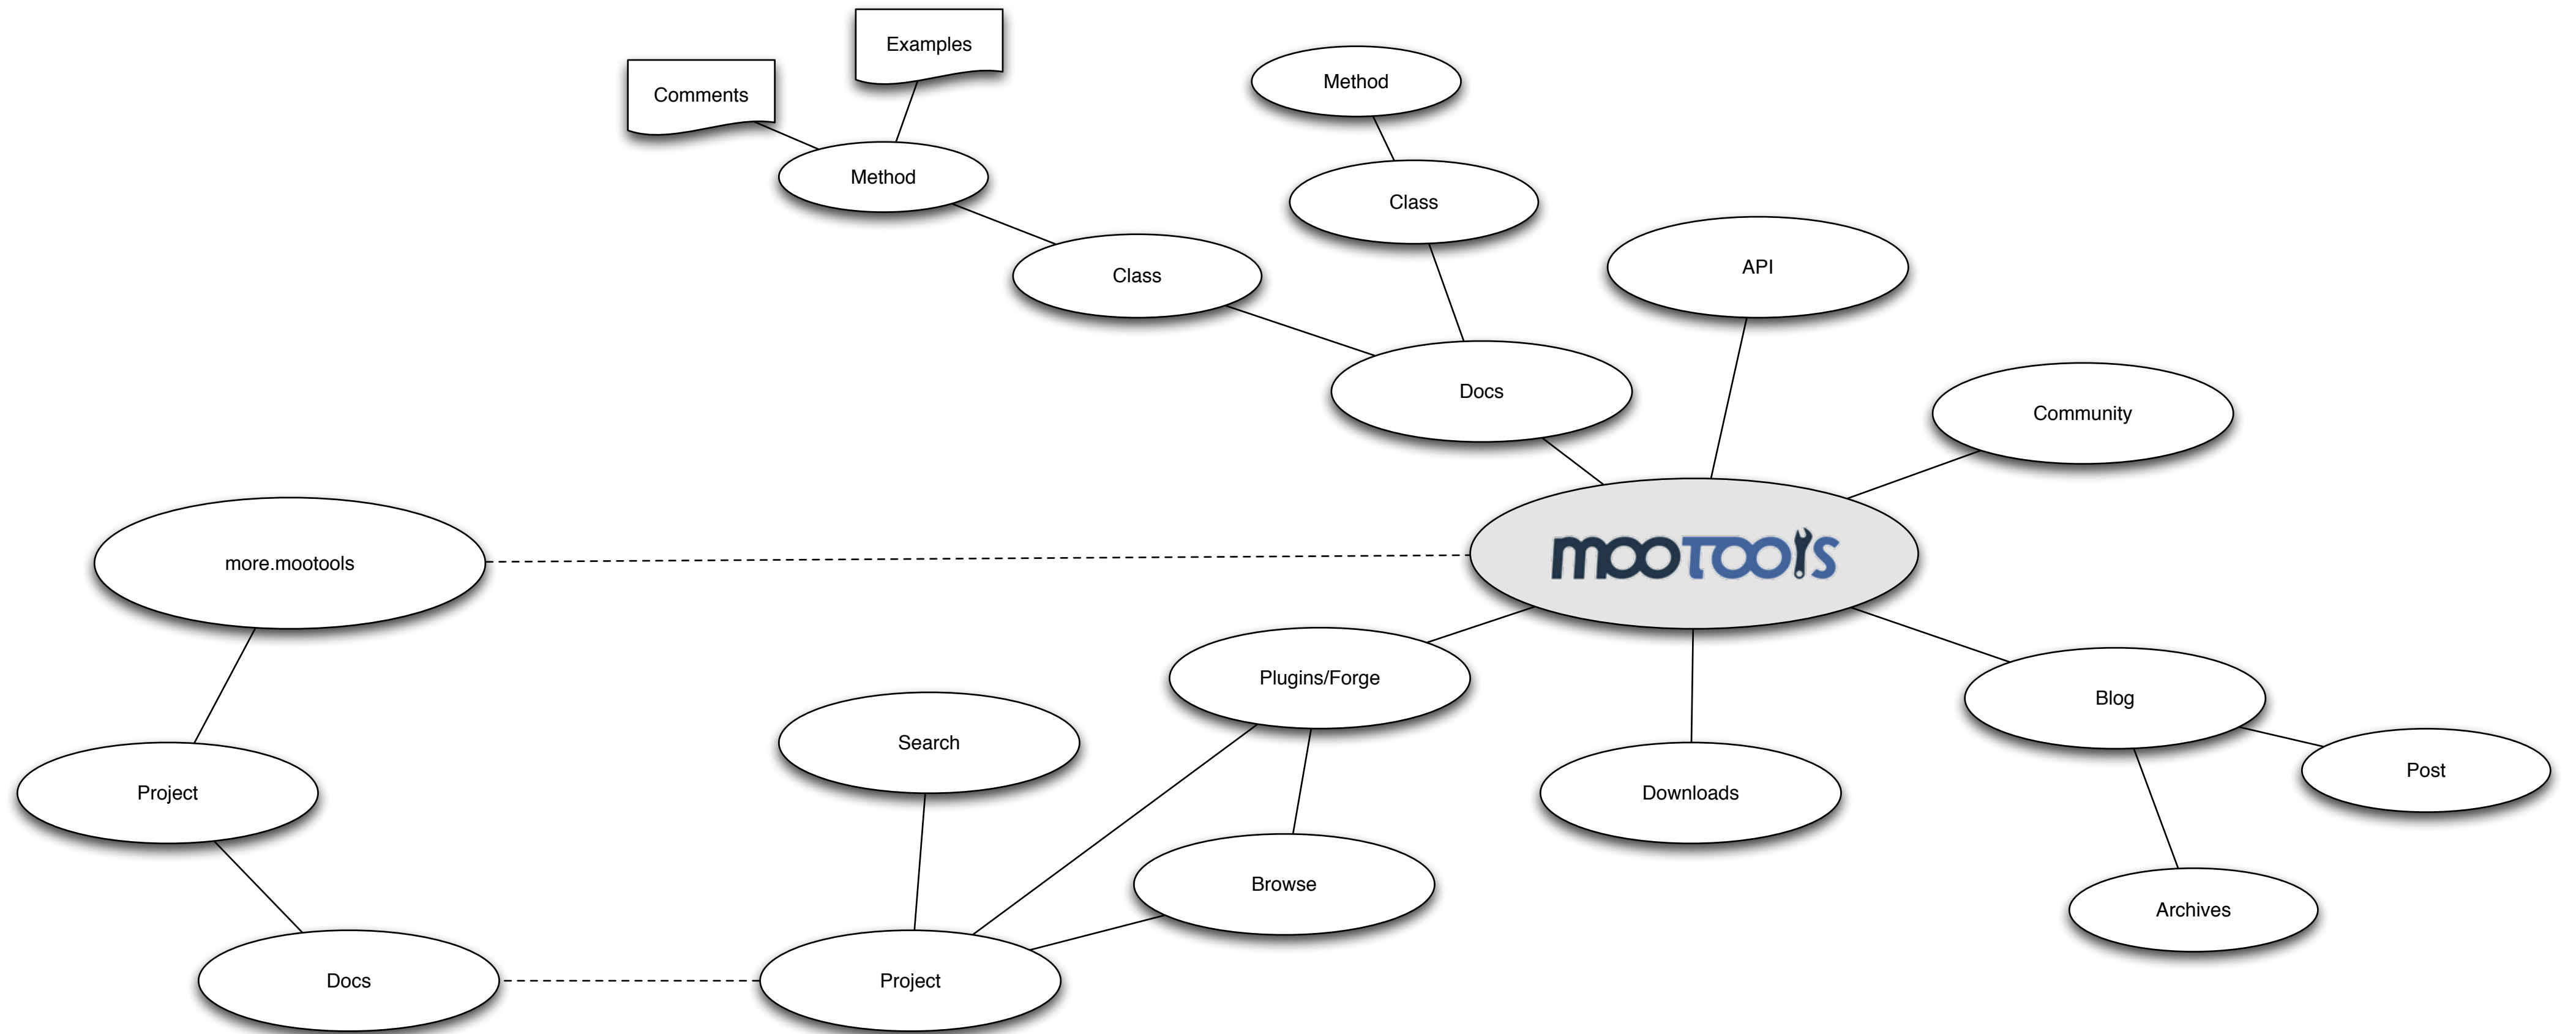 Examples
Comments
Method
Method
Class
Class
API
Docs
Community
mootools
more.mootools
Plugins/Forge
Blog
Search
Post
Project
Downloads
Browse
Archives
Docs
Project